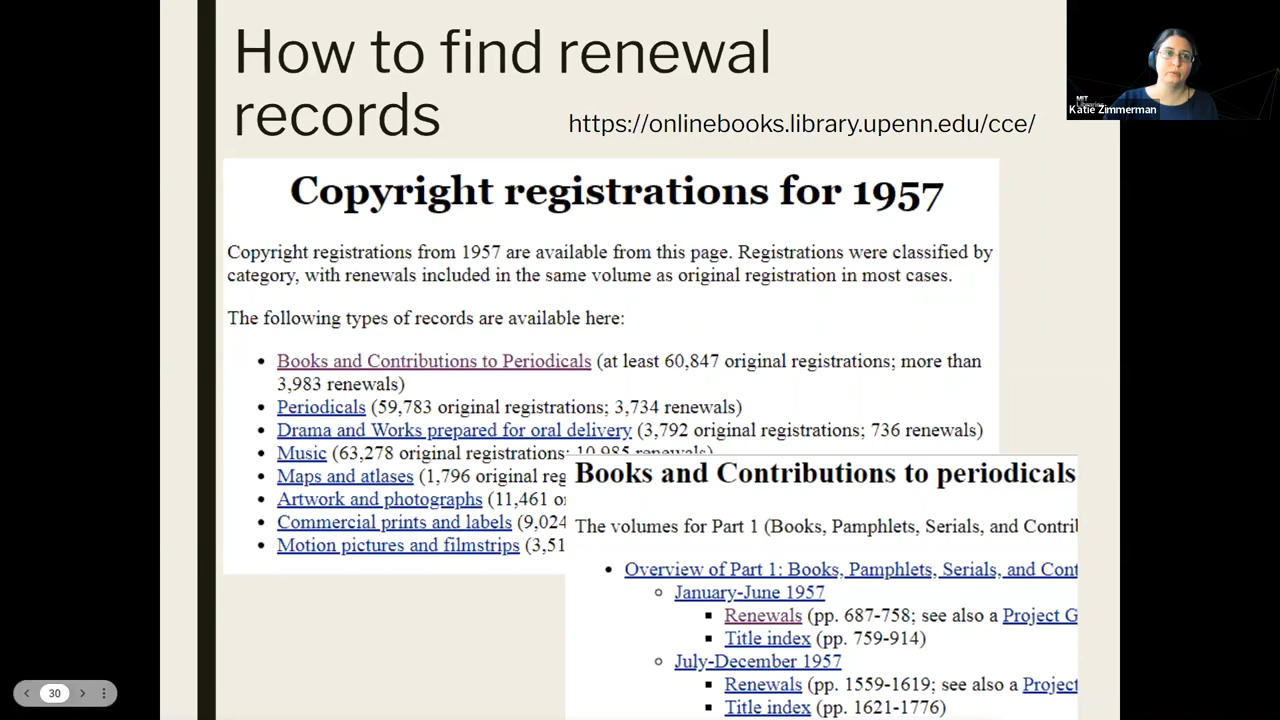 How to find renewal
records
https://onlinebooks.library.upenn.edu/cce/
MIT
Katie Zimmerman
Copyright registrations for 1957
Copyright registrations from 1957 are available from this page. Registrations were classified by
category, with renewals included in the same volume as original registration in most cases.
The following types of records are available here:
• Books and Contributions to Periodicals (at least 60,847 original registrations; more than
3,983 renewals)
• Periodicals (59,783 original registrations; 3,734 renewals)
• Drama and Works prepared for oral delivery (3,792 original registrations; 736 renewals)
• Music (63,278 original registrations; 10,985 renewals)
• Maps and atlases (1,796 original reg
• Artwork and photographs (11,461 o
• Commercial prints and labels (9,024
• Motion pictures and filmstrips (3,51
Books and Contributions to periodicals
The volumes for Part 1 (Books, Pamphlets, Serials, and Contrib
• Overview of Part 1: Books, Pamphlets, Serials, and Cont
January-June 1957
Renewals (pp. 687-758; see also a Project G
Title index (pp. 759-914)
July-December 1957
Renewals (pp. 1559-1619; see also a Project
Title index (pp. 1621-1776)
30